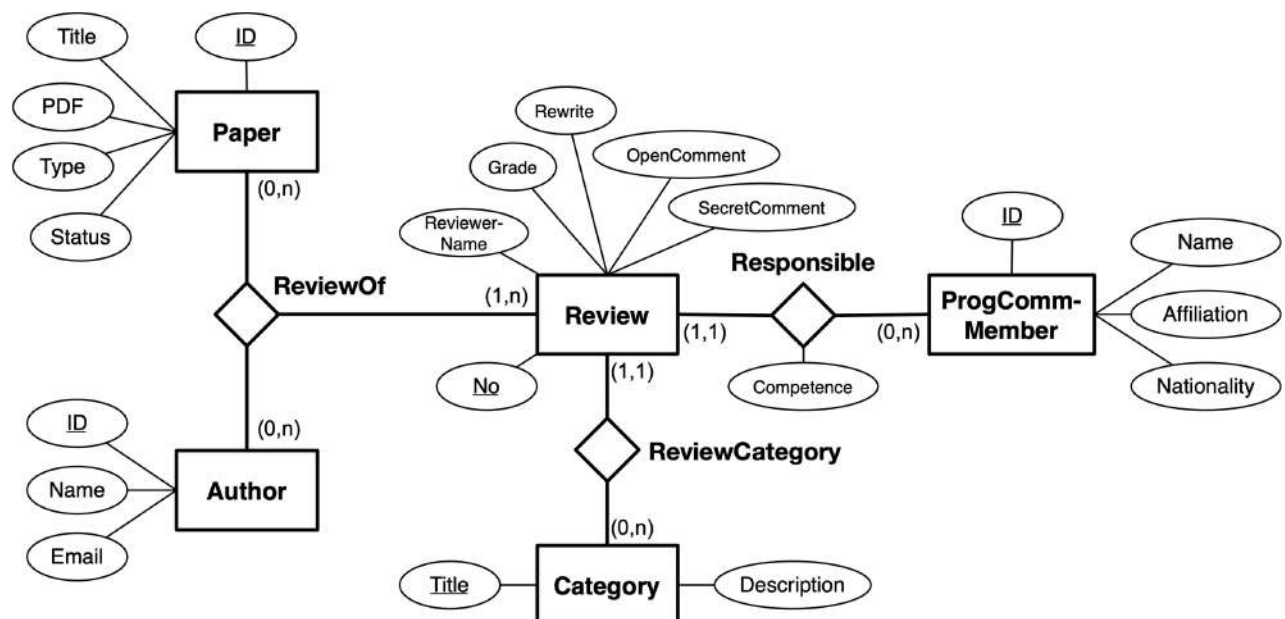 Title
ID
PDF
Paper
Type
Status
(0,n)
Rewrite
Grade
OpenComment
SecretComment
Reviewer-
Name
ReviewOf
(1,n)
Review
(1,1)
(1,1)
No
Responsible
Competence
(0,n)
ID
ProgComm-
Member
Name
Affiliation
Nationality
(0,n)
ID
Name
Email
Author
ReviewCategory
(0,n)
Title
Category
Description